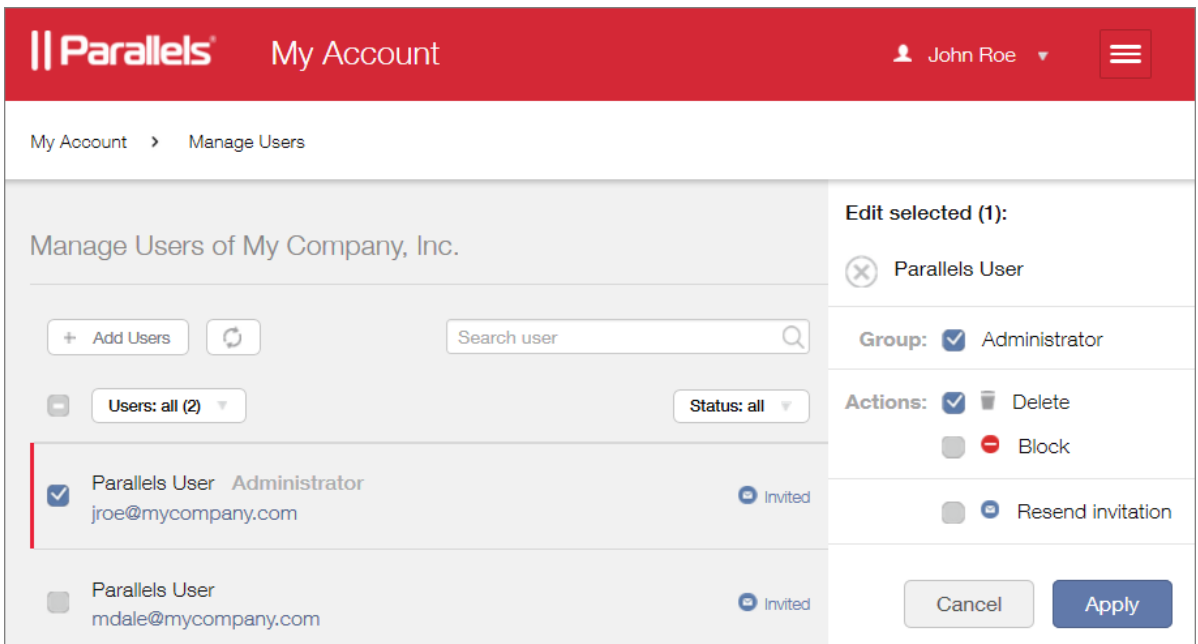 Parallels® My Account John Roe
My Account > Manage Users
Manage Users of My Company, Inc.
+ Add Users Search user
Users: all (2) Status: all
Parallels User Administrator
jroe@mycompany.com
Invited
Parallels User
mdale@mycompany.com
Invited
Edit selected (1):
Parallels User
Group: Administrator
Actions: Delete
Block
Resend invitation
Cancel Apply